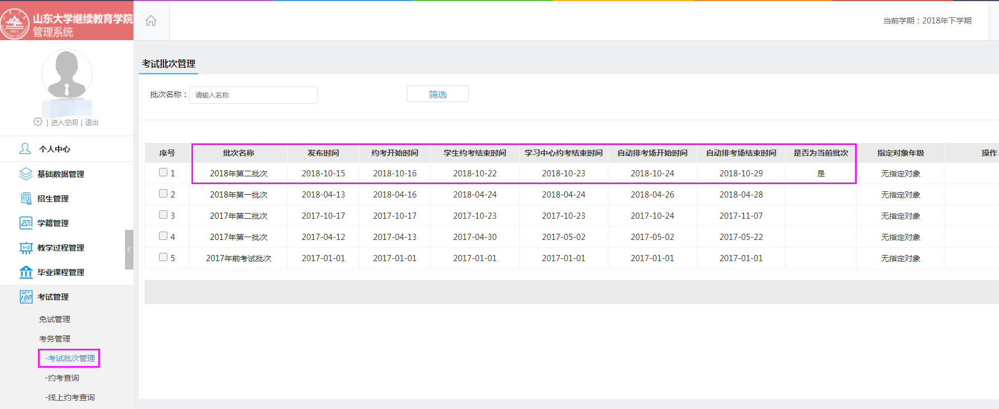 山东大学继续教育学院
管理系统
当前学期：2018年下学期
| 进入空间 | 退出
个人中心
基础数据管理
招生管理
学籍管理
教学过程管理
毕业课程管理
考试管理
免试管理
考务管理
-考试批次管理
-约考查询
-线上约考查询
考试批次管理
批次名称： 请输入名称 筛选
序号 批次名称 发布时间 约考开始时间 学生约考结束时间 学习中心约考结束时间 自动排考场开始时间 自动排考场结束时间 是否为当前批次 指定对象年级 操作
1 2018年第二批次 2018-10-15 2018-10-16 2018-10-22 2018-10-23 2018-10-24 2018-10-29 是 无指定对象
2 2018年第一批次 2018-04-13 2018-04-16 2018-04-24 2018-04-24 2018-04-26 2018-04-28 无指定对象
3 2017年第二批次 2017-10-17 2017-10-17 2017-10-23 2017-10-23 2017-10-24 2017-11-07 无指定对象
4 2017年第一批次 2017-04-12 2017-04-13 2017-04-30 2017-05-02 2017-05-02 2017-05-22 无指定对象
5 2017年前考试批次 2017-01-01 2017-01-01 2017-01-01 2017-01-01 2017-01-01 2017-01-01 无指定对象